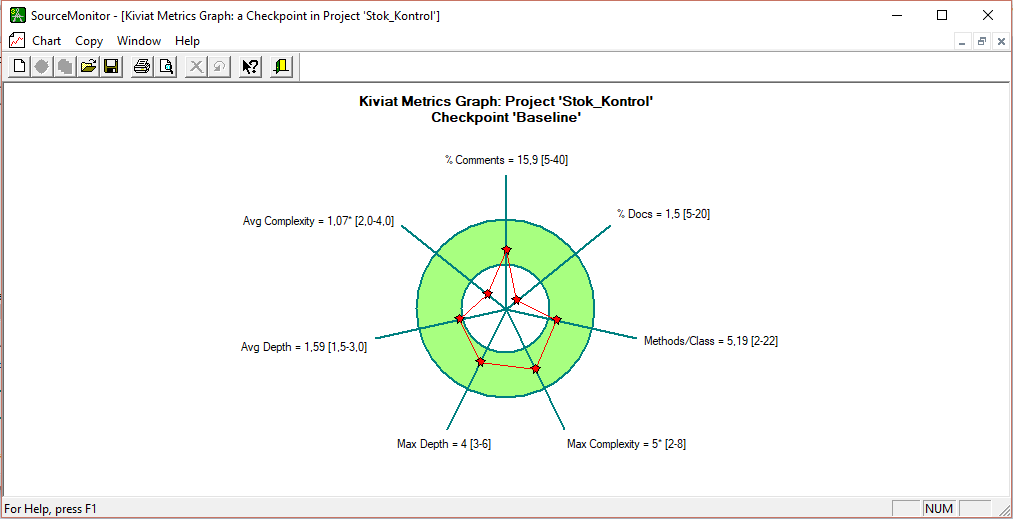 SourceMonitor - [Kiviat Metrics Graph: a Checkpoint in Project 'Stok_Kontrol']
Chart Copy Window Help
Kiviat Metrics Graph: Project 'Stok_Kontrol'
Checkpoint 'Baseline'
% Comments = 15,9 [5-40]
Avg Complexity = 1,07* [2,0-4,0]
% Docs = 1,5 [5-20]
Avg Depth = 1,59 [1,5-3,0]
Methods/Class = 5,19 [2-22]
Max Depth = 4 [3-6]
Max Complexity = 5* [2-8]
For Help, press F1
NUM